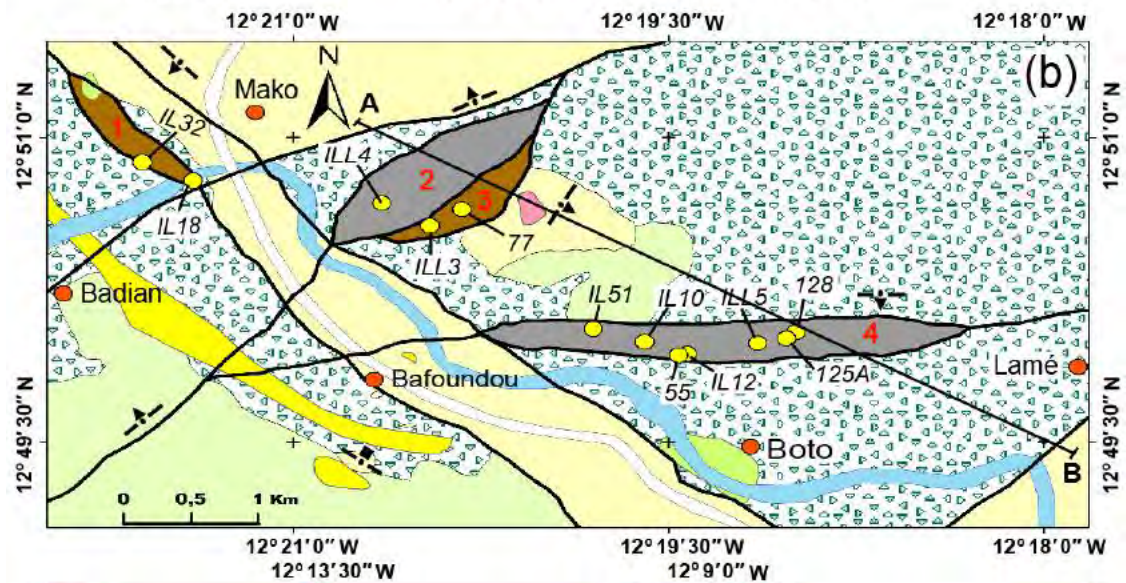 12°21'0"W 12°19'30"W 12°18'0"W
(b)
N
Mako A
12°51'0" N 12°51'0" N
1 IL32
ILL4
2
3
IL18 ILL3 77
Badian
IL51 IL10 ILL5 128
4
Lamé
Bafoundou 55 IL12 125A
12°49'30" N 12°49'30" N
Boto
B
0 0,5 1 Km
12°21'0"W 12°19'30"W 12°18'0"W
12°13'30"W 12°9'0"W